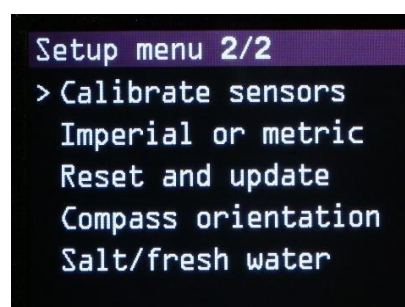 Setup menu 2/2
> Calibrate sensors
Imperial or metric
Reset and update
Compass orientation
Salt/fresh water